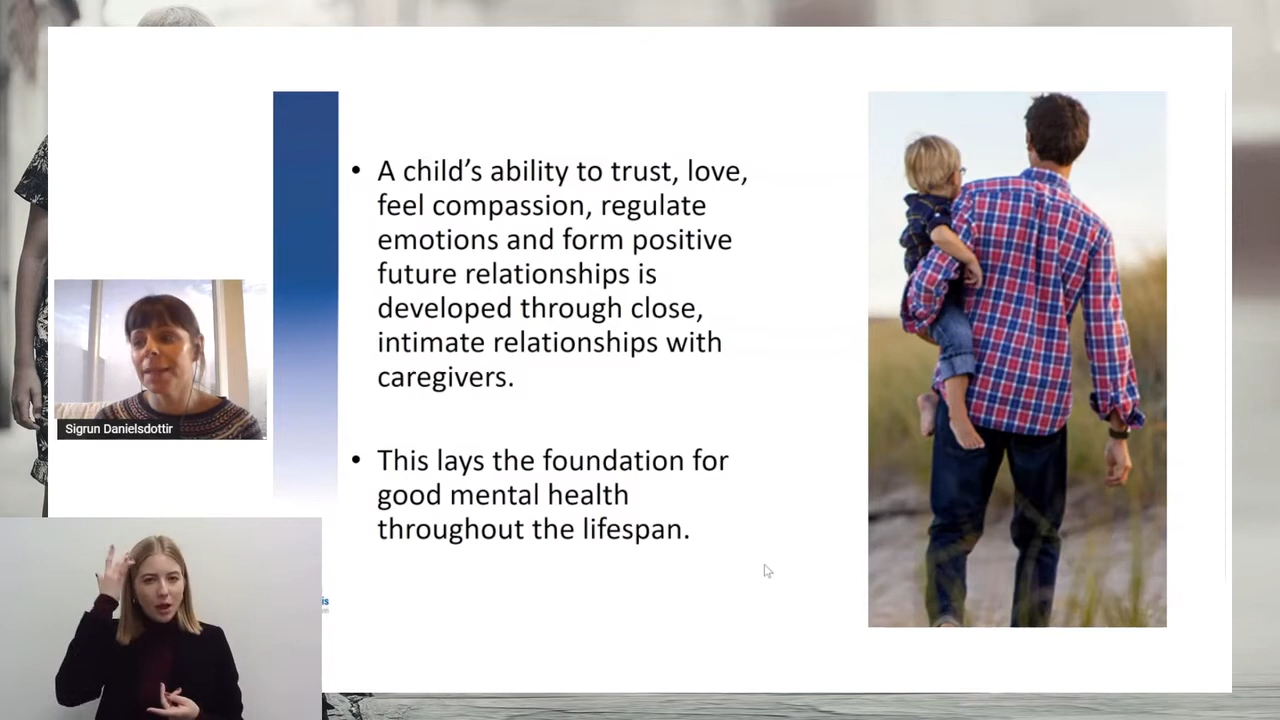 • A child’s ability to trust, love,
feel compassion, regulate
emotions and form positive
future relationships is
developed through close,
intimate relationships with
caregivers.
• This lays the foundation for
good mental health
throughout the lifespan.
Sigrun Danielsdottir